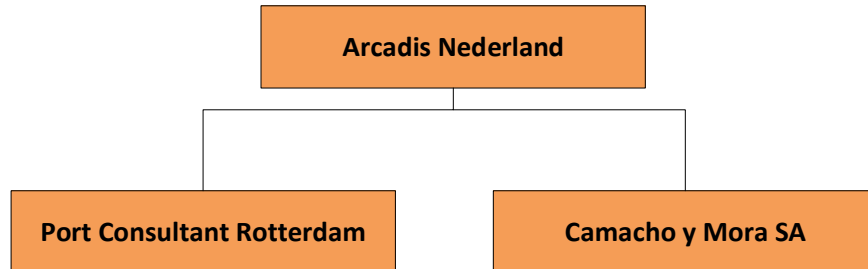 Arcadis Nederland
Port Consultant Rotterdam
Camacho y Mora SA